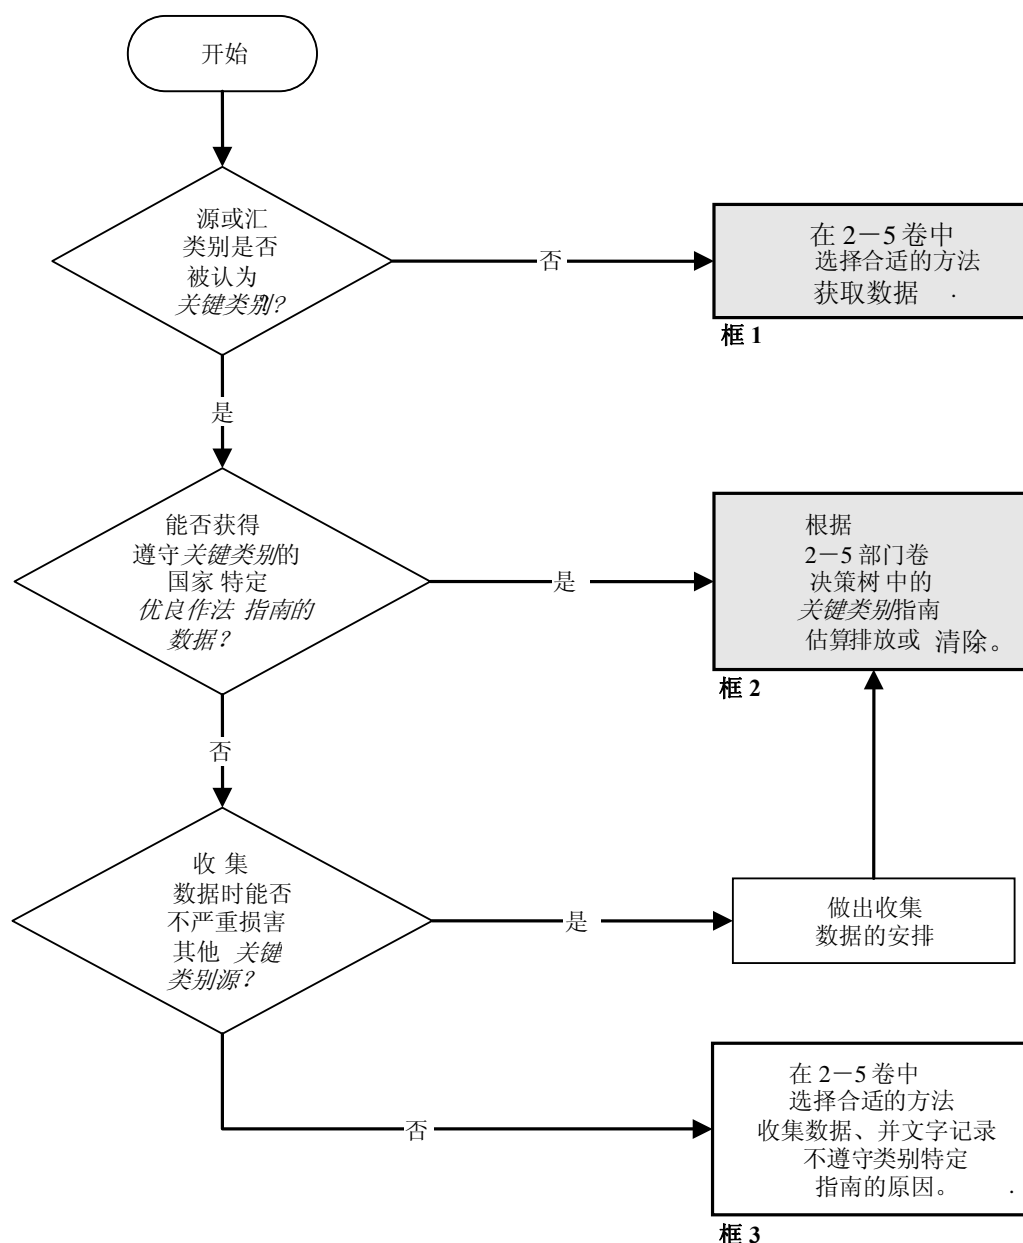 开始
源或汇
类别是否
被认为
关键类别?
否
在 2－5 卷中
选择合适的方法
获取数据 .
框 1
是
能否获得
遵守关键类别的
国家 特定
优良作法 指南的
数据？
是
根据
2－5 部门卷
决策树 中的
关键类别指南
估算排放或 清除。
框 2
否
收 集
数据时能否
不严重损害
其他 关键
类别源？
是
做出收集
数据的安排
否
在 2－5 卷中
选择合适的方法
收集数据、并文字记录
不遵守类别特定
指南的原因。 .
框 3